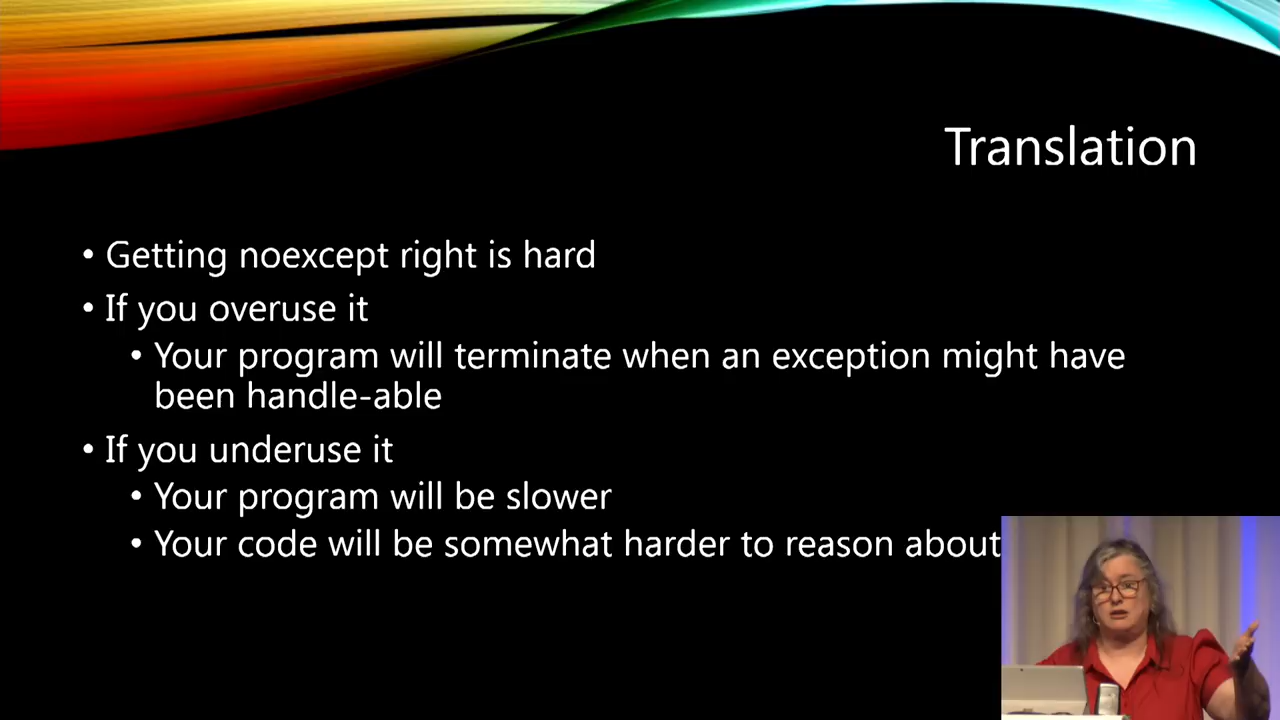 Translation
• Getting noexcept right is hard
• If you overuse it
• Your program will terminate when an exception might have
been handle-able
• If you underuse it
• Your program will be slower
• Your code will be somewhat harder to reason about